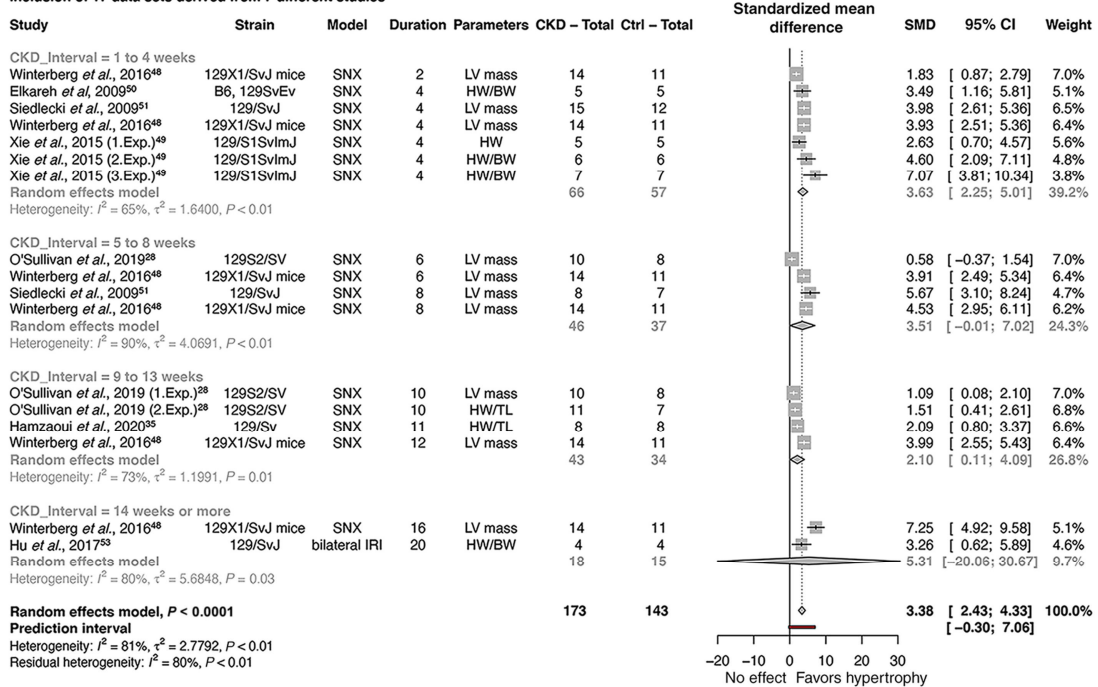 Inclusion of 17 data sets derived from 7 different studies
Standardized mean
difference
Study Strain Model Duration Parameters CKD – Total Ctrl – Total SMD 95% CI Weight
CKD_Interval = 1 to 4 weeks
Winterberg et al., 2016⁴⁸ 129X1/SvJ mice SNX 2 LV mass 14 11 1.83 [ 0.87; 2.79] 7.0%
Elkareh et al, 2009⁵⁰ B6, 129SvEv SNX 4 HW/BW 5 5 3.49 [ 1.16; 5.81] 5.1%
Siedlecki et al., 2009⁵¹ 129/SvJ SNX 4 LV mass 15 12 3.98 [ 2.61; 5.36] 6.5%
Winterberg et al., 2016⁴⁸ 129X1/SvJ mice SNX 4 LV mass 14 11 3.93 [ 2.51; 5.36] 6.4%
Xie et al., 2015 (1.Exp.)⁴⁹ 129/S1SvImJ SNX 4 HW 5 5 2.63 [ 0.70; 4.57] 5.6%
Xie et al., 2015 (2.Exp.)⁴⁹ 129/S1SvImJ SNX 4 HW/BW 6 6 4.60 [ 2.09; 7.11] 4.8%
Xie et al., 2015 (3.Exp.)⁴⁹ 129/S1SvImJ SNX 4 HW/BW 7 7 7.07 [ 3.81; 10.34] 3.8%
Random effects model 66 57 3.63 [ 2.25; 5.01] 39.2%
Heterogeneity: I² = 65%, τ² = 1.6400, P < 0.01
CKD_Interval = 5 to 8 weeks
O'Sullivan et al., 2019²⁸ 129S2/SV SNX 6 LV mass 10 8 0.58 [ −0.37; 1.54] 7.0%
Winterberg et al., 2016⁴⁸ 129X1/SvJ mice SNX 6 LV mass 14 11 3.91 [ 2.49; 5.34] 6.4%
Siedlecki et al., 2009⁵¹ 129/SvJ SNX 8 LV mass 8 7 5.67 [ 3.10; 8.24] 4.7%
Winterberg et al., 2016⁴⁸ 129X1/SvJ mice SNX 8 LV mass 14 11 4.53 [ 2.95; 6.11] 6.2%
Random effects model 46 37 3.51 [ −0.01; 7.02] 24.3%
Heterogeneity: I² = 90%, τ² = 4.0691, P < 0.01
CKD_Interval = 9 to 13 weeks
O'Sullivan et al., 2019 (1.Exp.)²⁸ 129S2/SV SNX 10 LV mass 10 8 1.09 [ 0.08; 2.10] 7.0%
O'Sullivan et al., 2019 (2.Exp.)²⁸ 129S2/SV SNX 10 HW/TL 11 7 1.51 [ 0.41; 2.61] 6.8%
Hamzaoui et al., 2020³⁵ 129/Sv SNX 11 HW/TL 8 8 2.09 [ 0.80; 3.37] 6.6%
Winterberg et al., 2016⁴⁸ 129X1/SvJ mice SNX 12 LV mass 14 11 3.99 [ 2.55; 5.43] 6.4%
Random effects model 43 34 2.10 [ 0.11; 4.09] 26.8%
Heterogeneity: I² = 73%, τ² = 1.1991, P = 0.01
CKD_Interval = 14 weeks or more
Winterberg et al., 2016⁴⁸ 129X1/SvJ mice SNX 16 LV mass 14 11 7.25 [ 4.92; 9.58] 5.1%
Hu et al., 2017⁵³ 129/SvJ bilateral IRI 20 HW/BW 4 4 3.26 [ 0.62; 5.89] 4.6%
Random effects model 18 15 5.31 [−20.06; 30.67] 9.7%
Heterogeneity: I² = 80%, τ² = 5.6848, P = 0.03
Random effects model, P < 0.0001 173 143 3.38 [ 2.43; 4.33] 100.0%
Prediction interval [ −0.30; 7.06]
Heterogeneity: I² = 81%, τ² = 2.7792, P < 0.01
Residual heterogeneity: I² = 80%, P < 0.01
−20 −10 0 10 20 30
No effect Favors hypertrophy